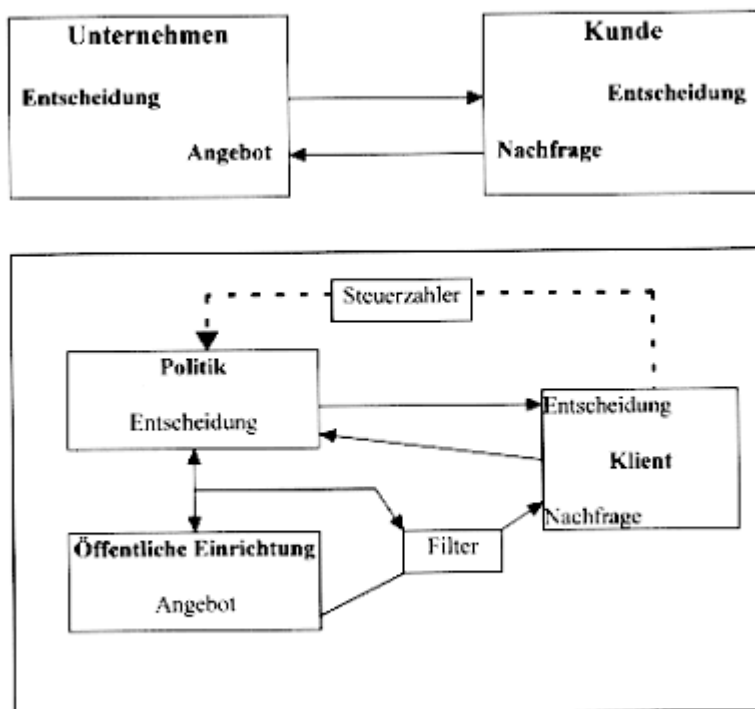 Unternehmen
Entscheidung
Angebot
Kunde
Entscheidung
Nachfrage
Steuerzahler
Politik
Entscheidung
Entscheidung
Klient
Nachfrage
Öffentliche Einrichtung
Angebot
Filter